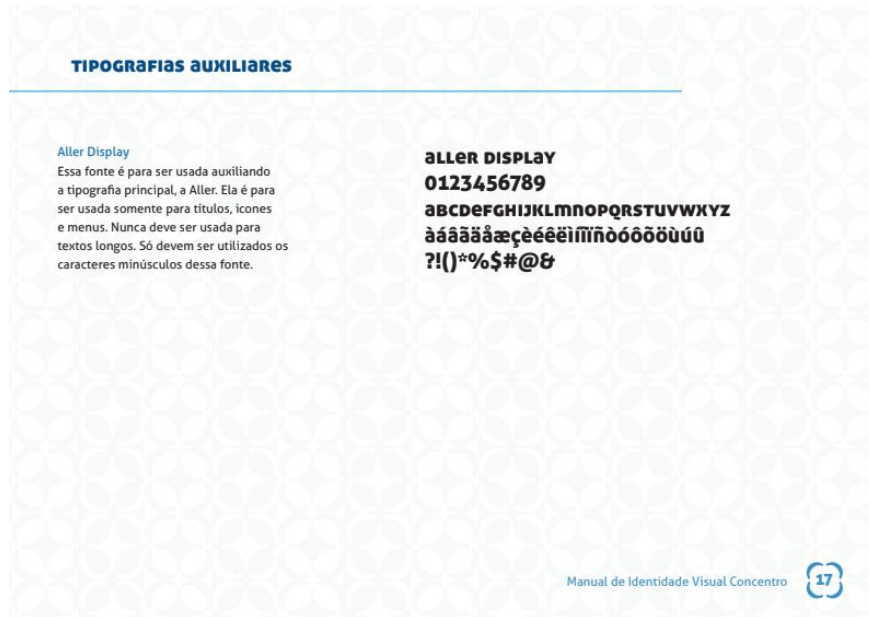 tipografias auxiliares
Aller Display
Essa fonte é para ser usada auxiliando
a tipografia principal, a Aller. Ela é para
ser usada somente para títulos, ícones
e menus. Nunca deve ser usada para
textos longos. Só devem ser utilizados os
caracteres minúsculos dessa fonte.
aller display
0123456789
abcdefghijklmnopqrstuvwxyz
àáâãäåæçèéêëìíîïñòóôõöùúû
?!()*%$#@&
Manual de Identidade Visual Concentro
17